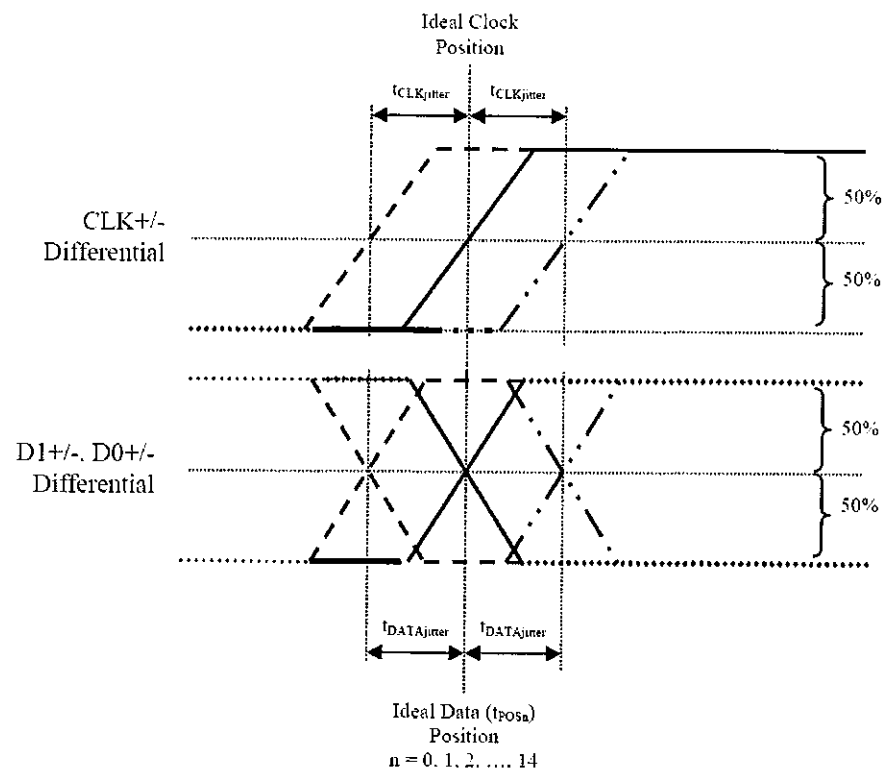 Ideal Clock
Position
tCLKjitter
tCLKjitter
CLK+/-
Differential
50%
50%
D1+/-, D0+/-
Differential
50%
50%
tDATAjitter
tDATAjitter
Ideal Data (tPOSn)
Position
n = 0, 1, 2, …, 14